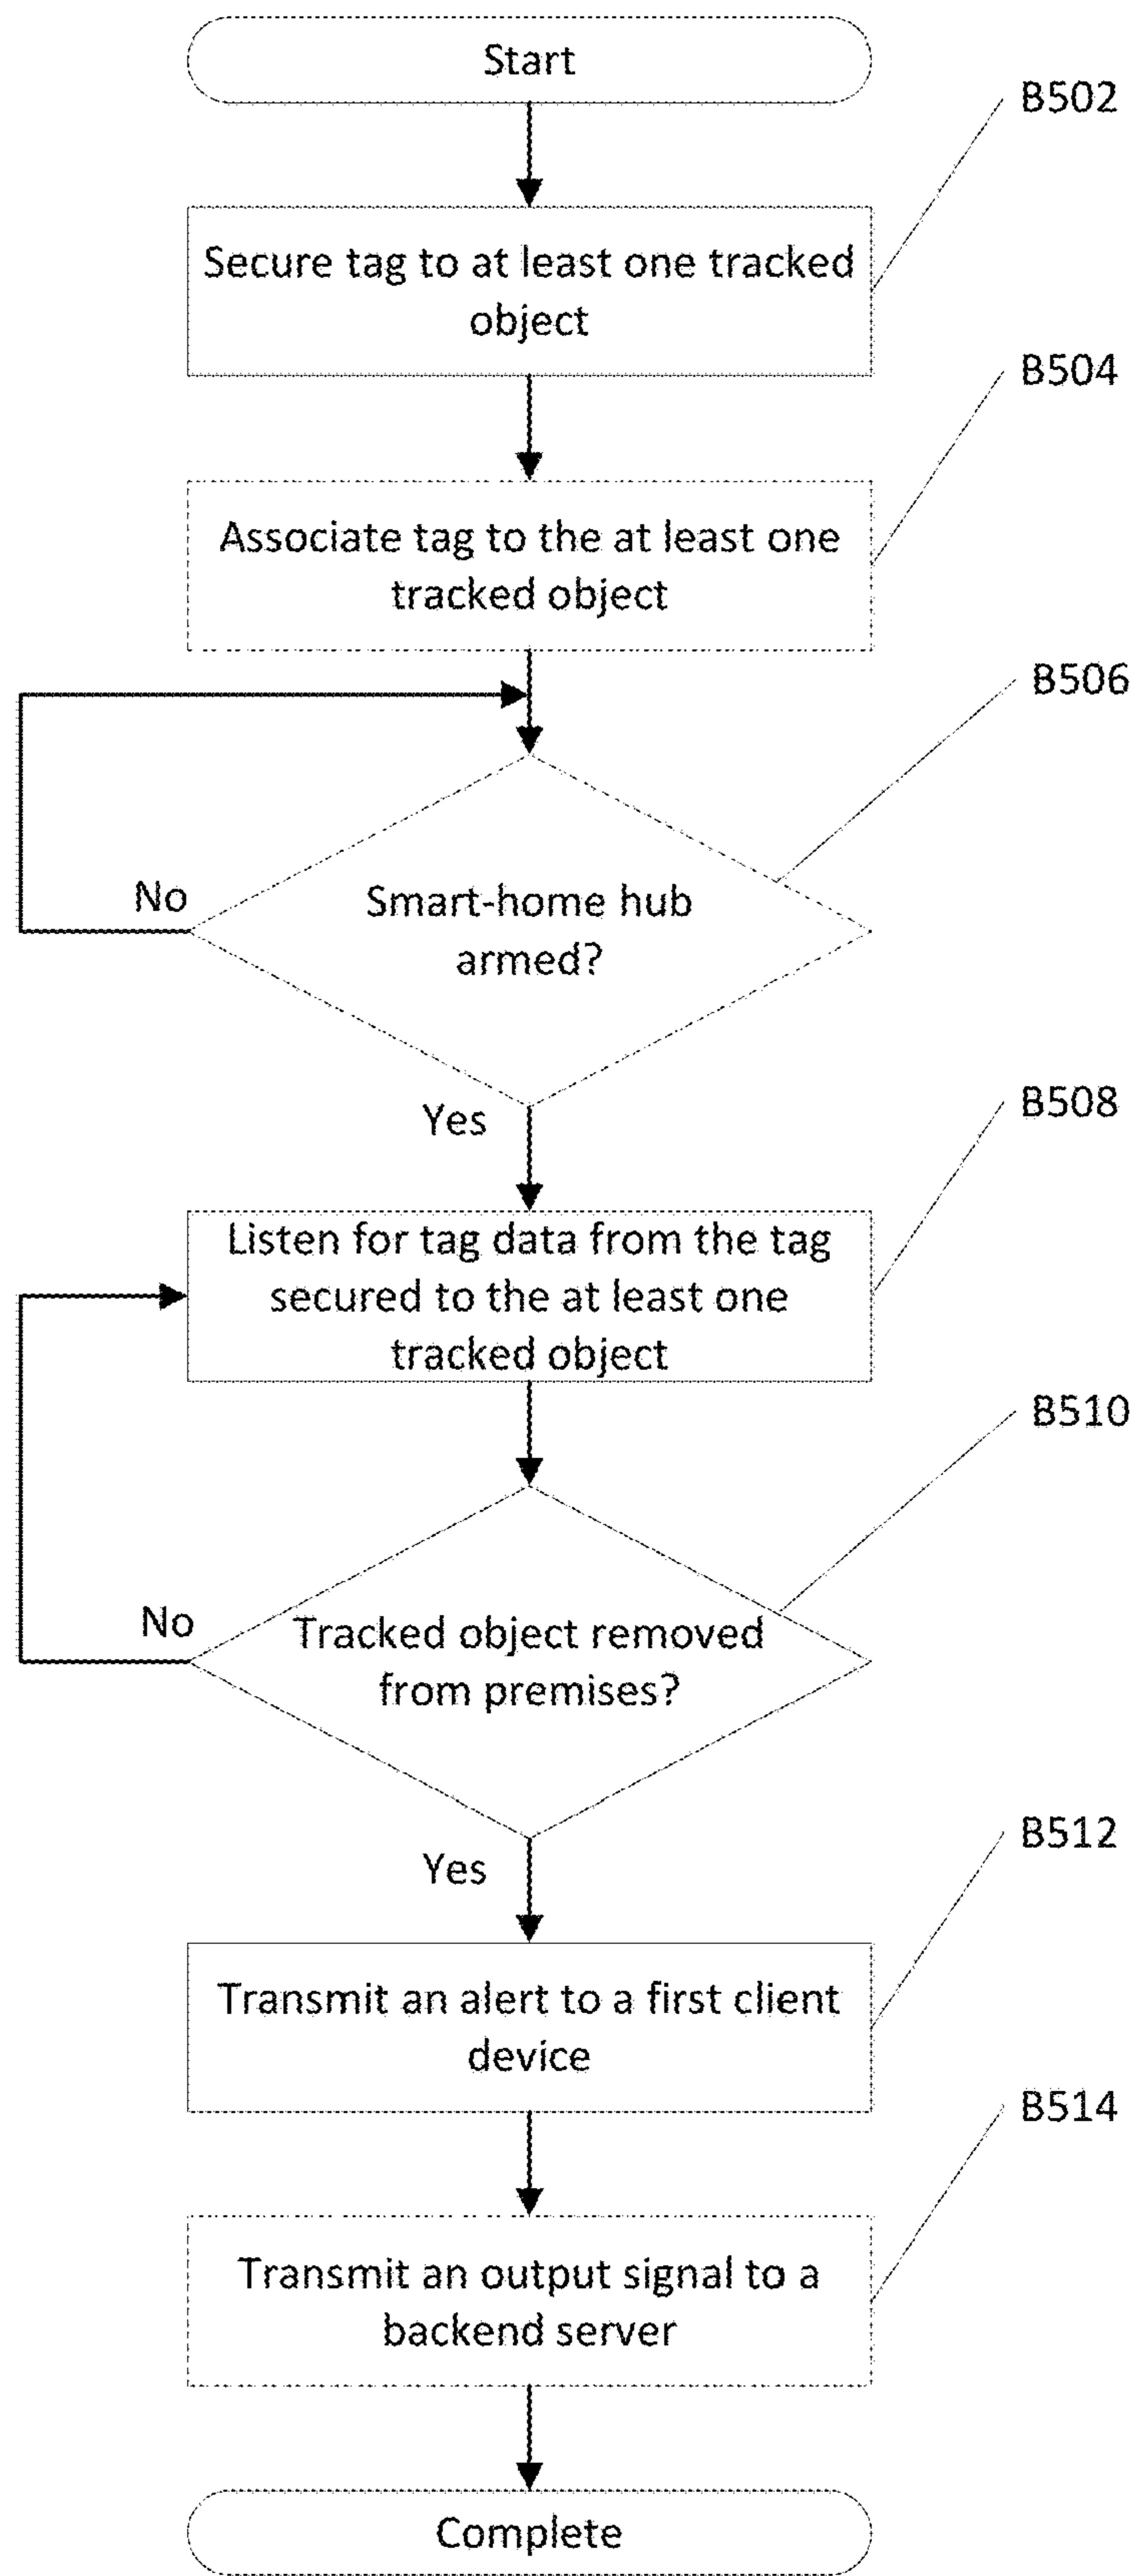 Start
B502
Secure tag to at least one tracked
object
B504
Associate tag to the at least one
tracked object
B506
No
Smart-home hub
armed?
Yes
B508
Listen for tag data from the tag
secured to the at least one
tracked object
B510
No
Tracked object removed
from premises?
Yes
B512
Transmit an alert to a first client
device
B514
Transmit an output signal to a
backend server
Complete